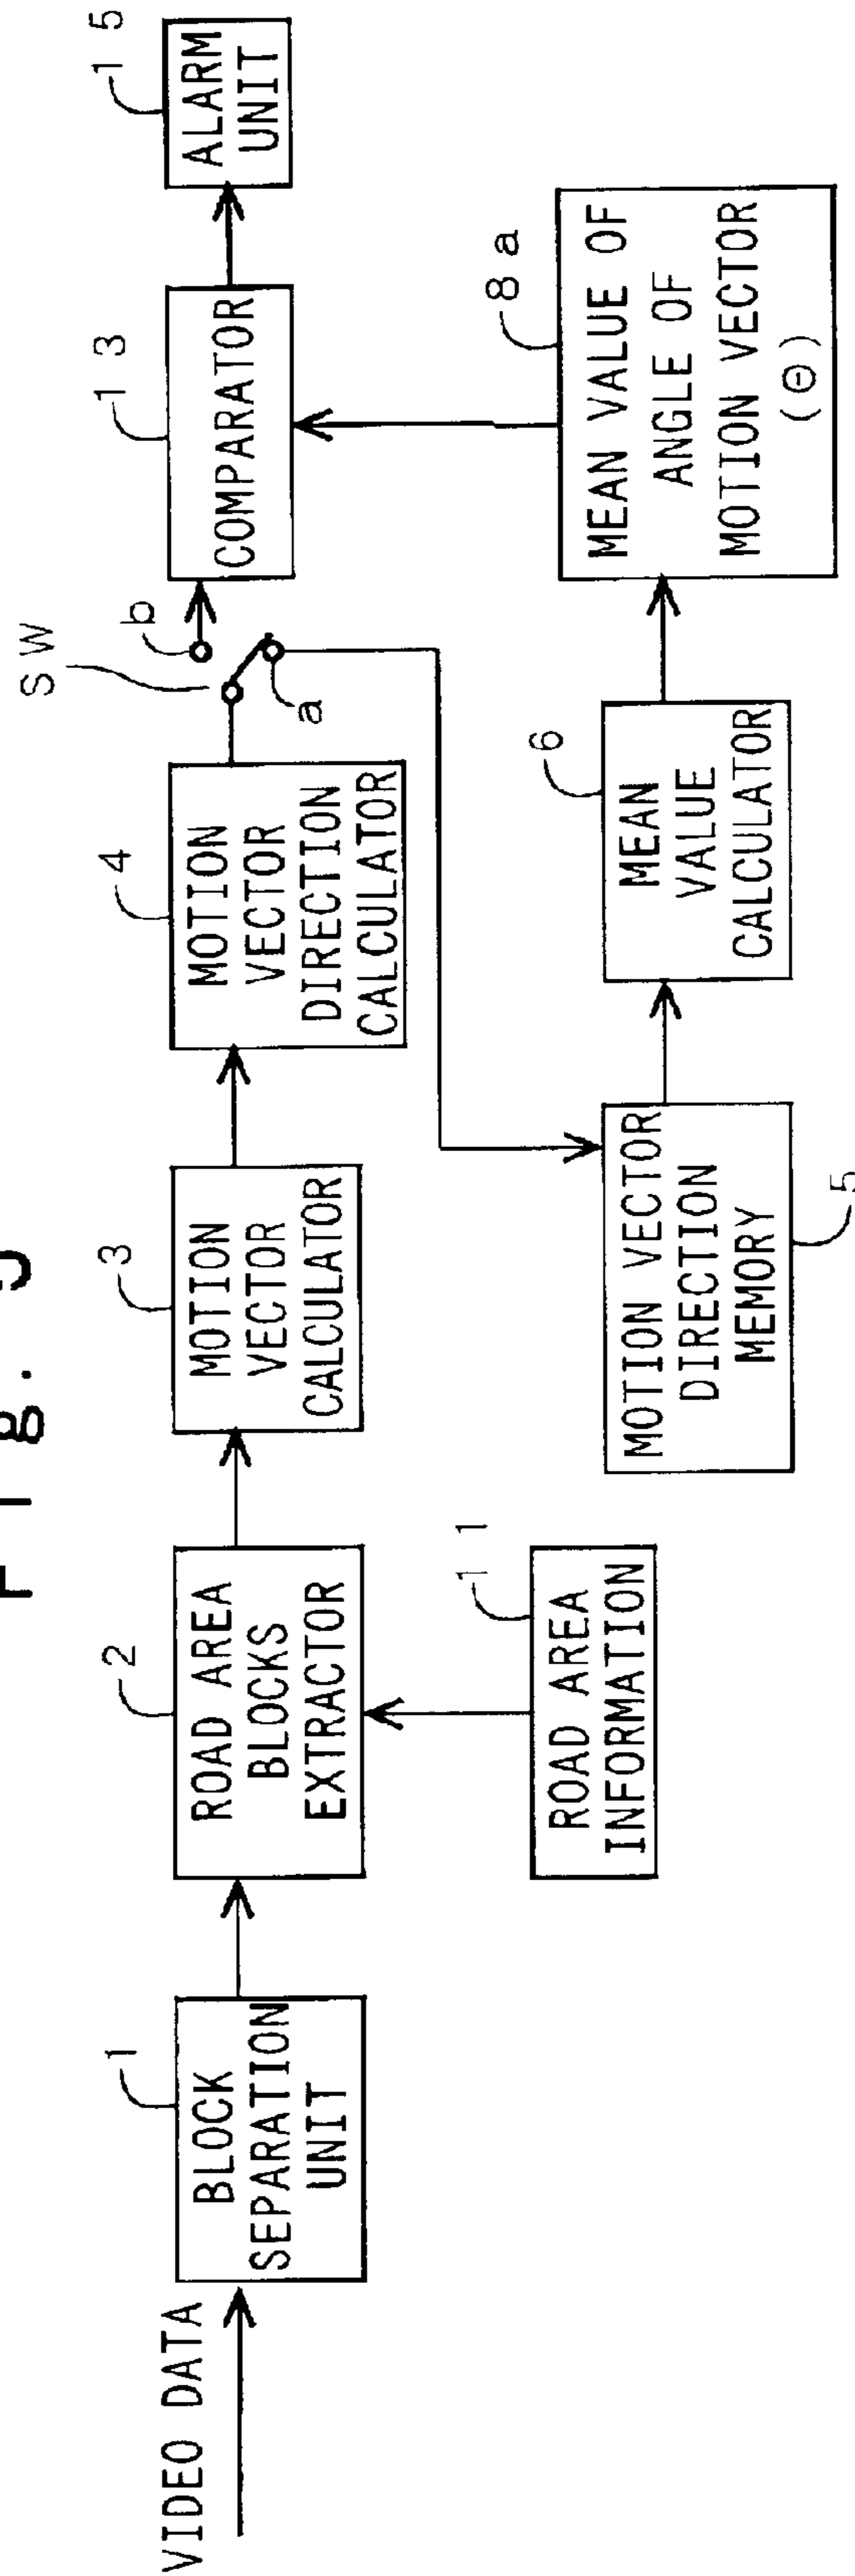 Fig.
VIDEO DATA
1
BLOCK
SEPARATION
UNIT
2
ROAD AREA
BLOCKS
EXTRACTOR
11
ROAD AREA
INFORMATION
3
MOTION
VECTOR
CALCULATOR
4
MOTION
VECTOR
DIRECTION
CALCULATOR
SW
b
a
13
COMPARATOR
15
ALARM
UNIT
MOTION VECTOR
DIRECTION
MEMORY
5
6
MEAN
VALUE
CALCULATOR
8a
MEAN VALUE OF
ANGLE OF
MOTION VECTOR
(Θ)